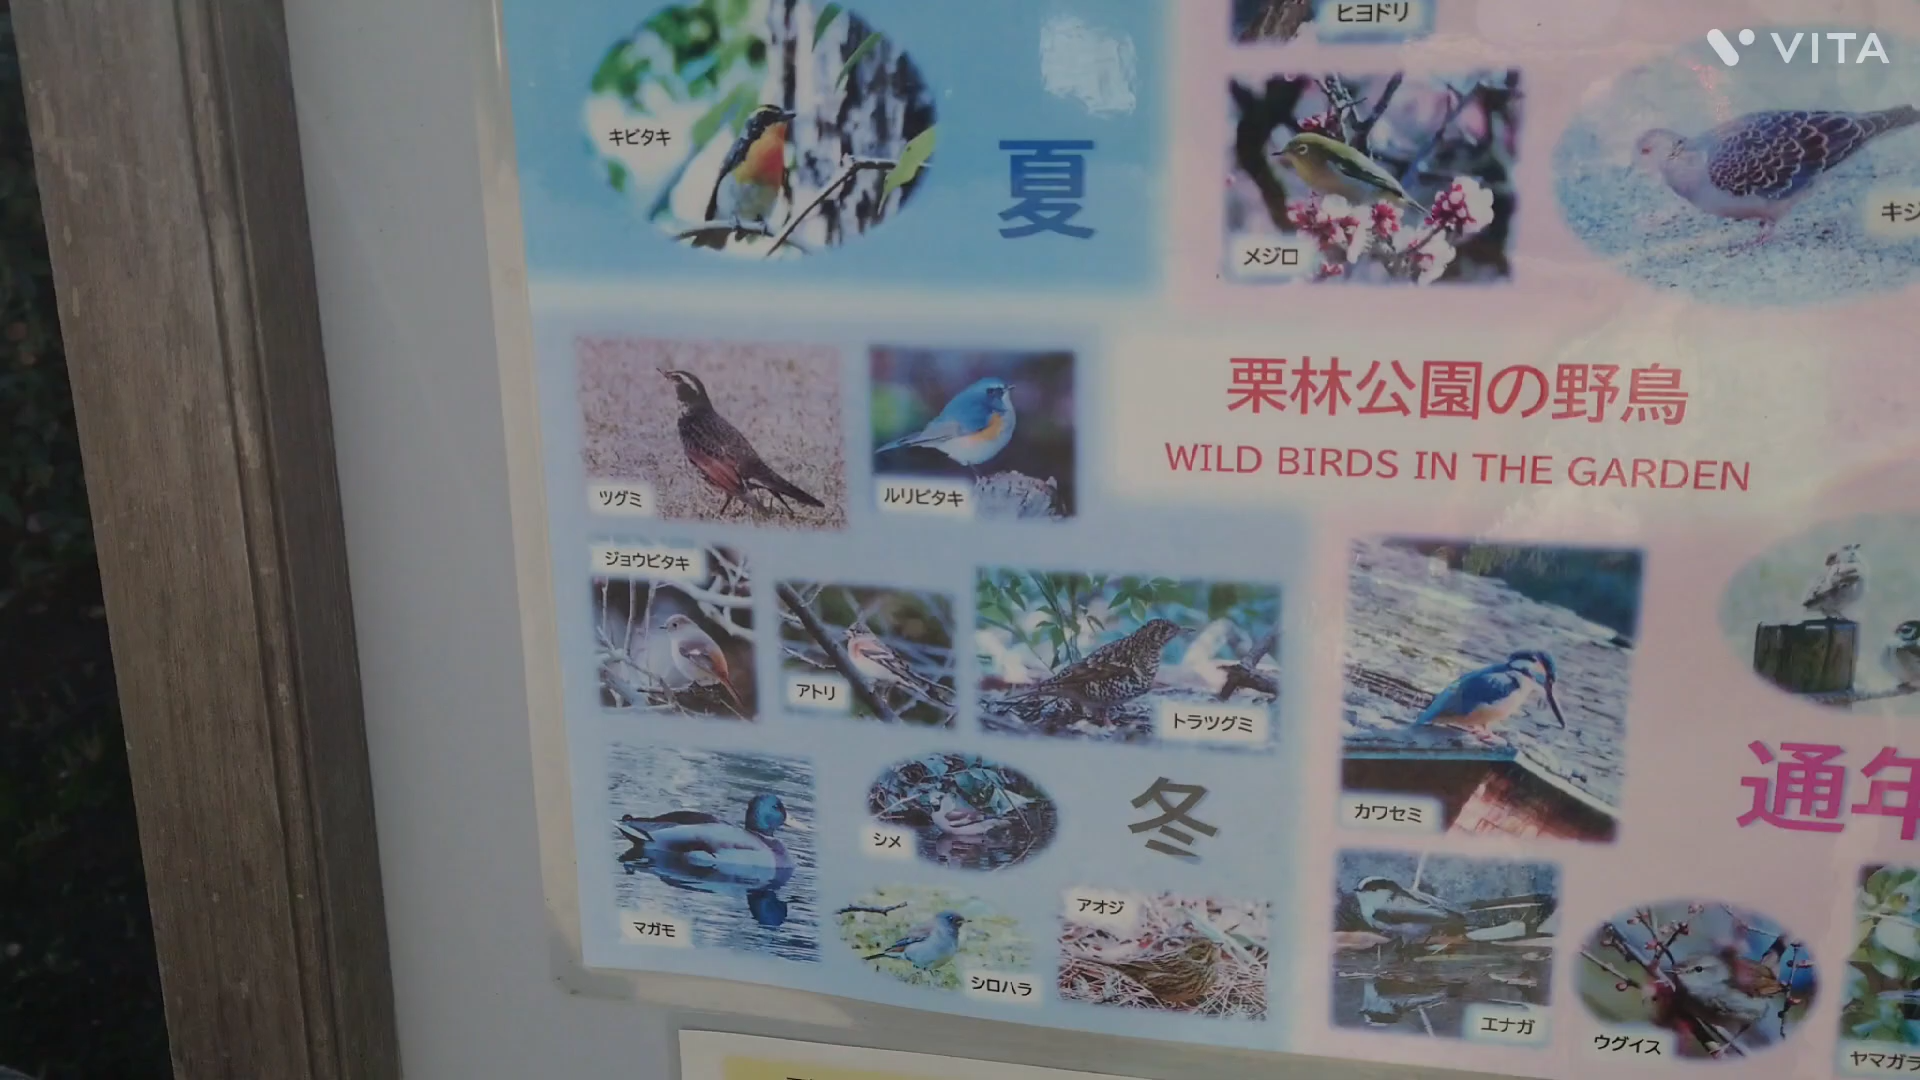 ヒヨドリ
VITA
キビタキ
夏
メジロ
キジ
栗林公園の野鳥
WILD BIRDS IN THE GARDEN
ツグミ
ルリビタキ
ジョウビタキ
アトリ
トラツグミ
カワセミ
通年
シメ
冬
マガモ
シロハラ
アオジ
エナガ
ウグイス
ヤマガラ